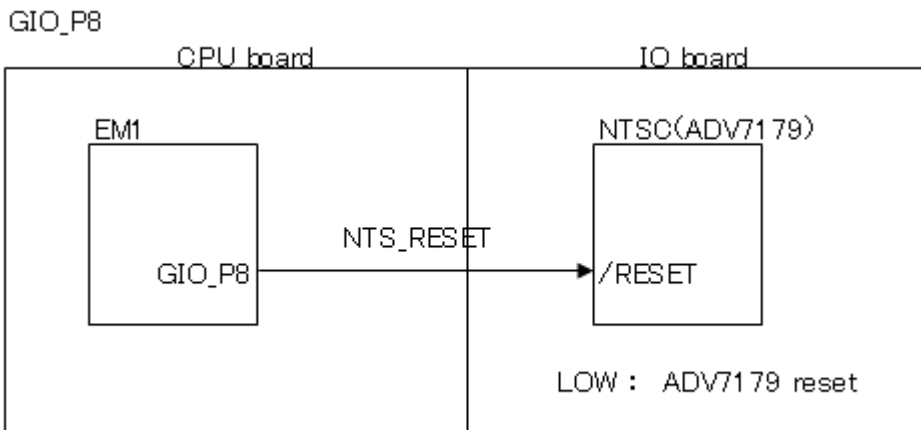 GIO_P8
CPU board
IO board
EM1
NTSC(ADV7179)
NTS_RESET
GIO_P8
/RESET
LOW : ADV7179 reset